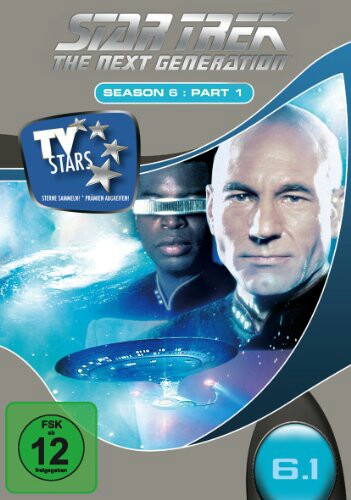 STAR TREK
THE NEXT GENERATION
SEASON 6 : PART 1
TV
STARS
STERNE SAMMELN! * PRÄMIEN ABGREIFEN!
FSK
ab
12
freigegeben
6.1